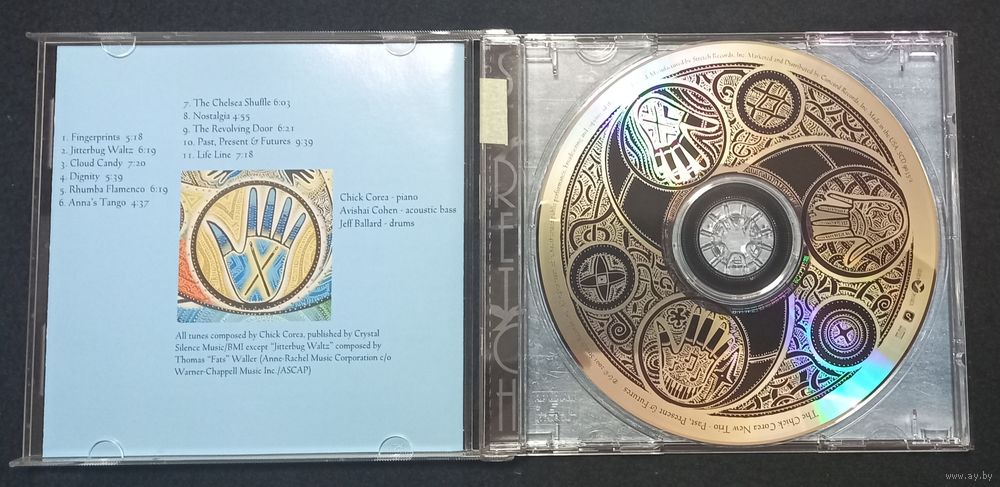 1. Fingerprints 5:18
2. Jitterbug Waltz 6:19
3. Cloud Candy 7:20
4. Dignity 5:39
5. Rhumba Flamenco 6:19
6. Anna's Tango 4:37
7. The Chelsea Shuffle 6:03
8. Nostalgia 4:55
9. The Revolving Door 6:21
10. Past, Present & Futures 9:39
11. Life Line 7:18
Chick Corea - piano
Avishai Cohen - acoustic bass
Jeff Ballard - drums
All tunes composed by Chick Corea, published by Crystal
Silence Music/BMI except "Jitterbug Waltz" composed by
Thomas "Fats" Waller (Anne-Rachel Music Corporation c/o
Warner-Chappell Music Inc./ASCAP)
STRETCH
Manufactured by Stretch Records, Inc. Marketed and Distributed by Concord Records, Inc. Made in the USA.
The Chick Corea New Trio · Past, Present & Futures
www.ay.by